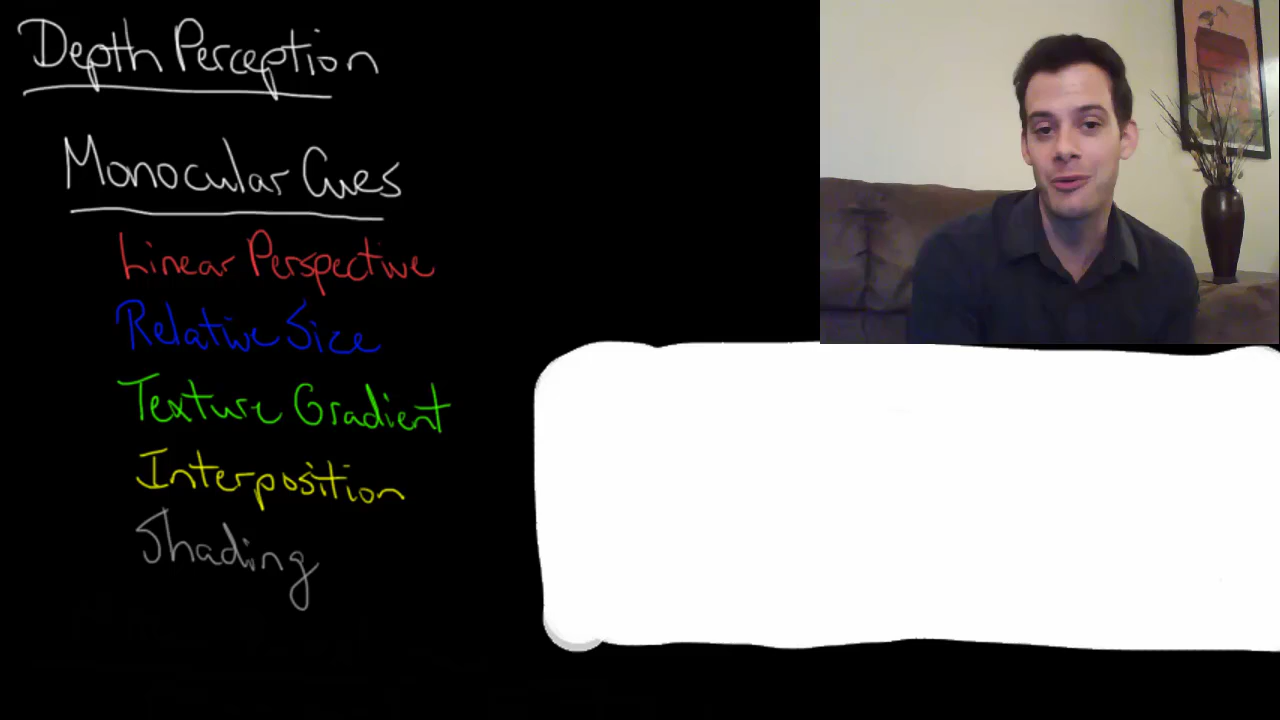 Depth Perception
Monocular Cues
Linear Perspective
Relative Size
Texture Gradient
Interposition
Shading